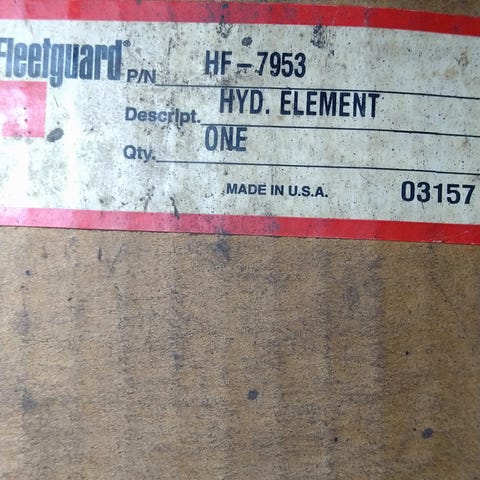 Fleetguard® P/N HF-7953
Descript. HYD. ELEMENT
Qty. ONE
MADE IN U.S.A. 03157